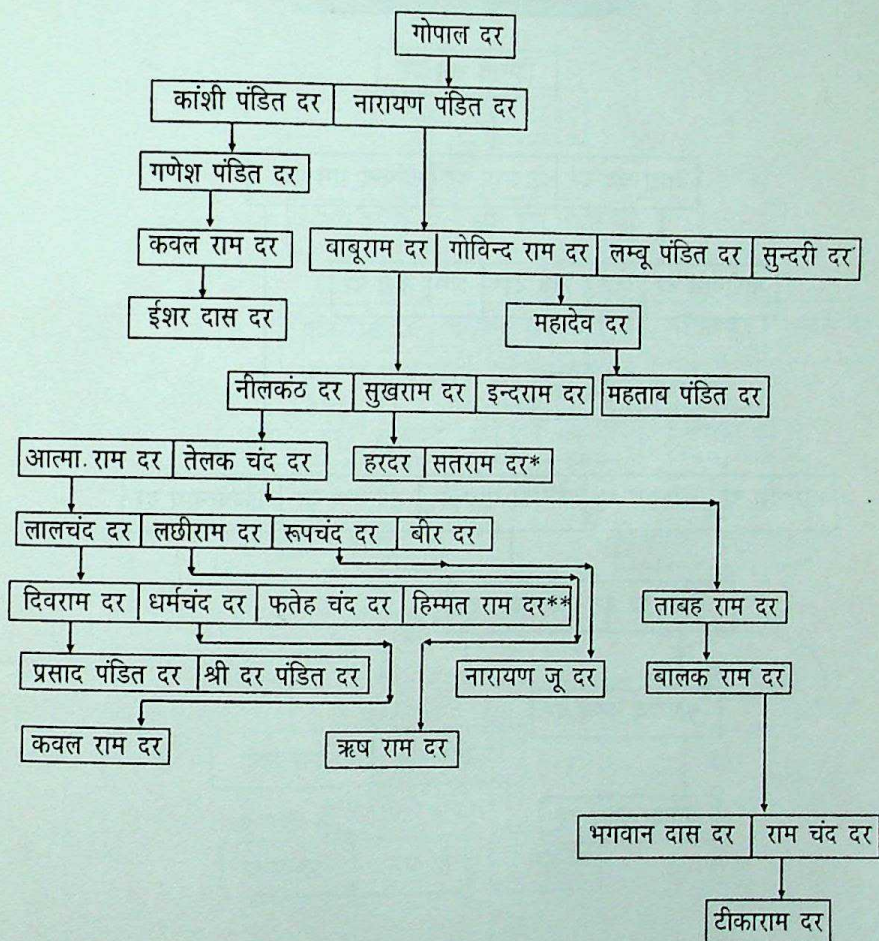 गोपाल दर
कांशी पंडित दर नारायण पंडित दर
गणेश पंडित दर
कवल राम दर वाबूराम दर गोविन्द राम दर लम्वू पंडित दर सुन्दरी दर
ईशर दास दर महादेव दर
नीलकंठ दर सुखराम दर इन्दराम दर महताब पंडित दर
आत्मा.राम दर तेलक चंद दर हरदर सतराम दर*
लालचंद दर लछीराम दर रूपचंद दर बीर दर
दिवराम दर धर्मचंद दर फतेह चंद दर हिम्मत राम दर** ताबह राम दर
प्रसाद पंडित दर श्री दर पंडित दर नारायण जू दर बालक राम दर
कवल राम दर ऋष राम दर
भगवान दास दर राम चंद दर
टीकाराम दर